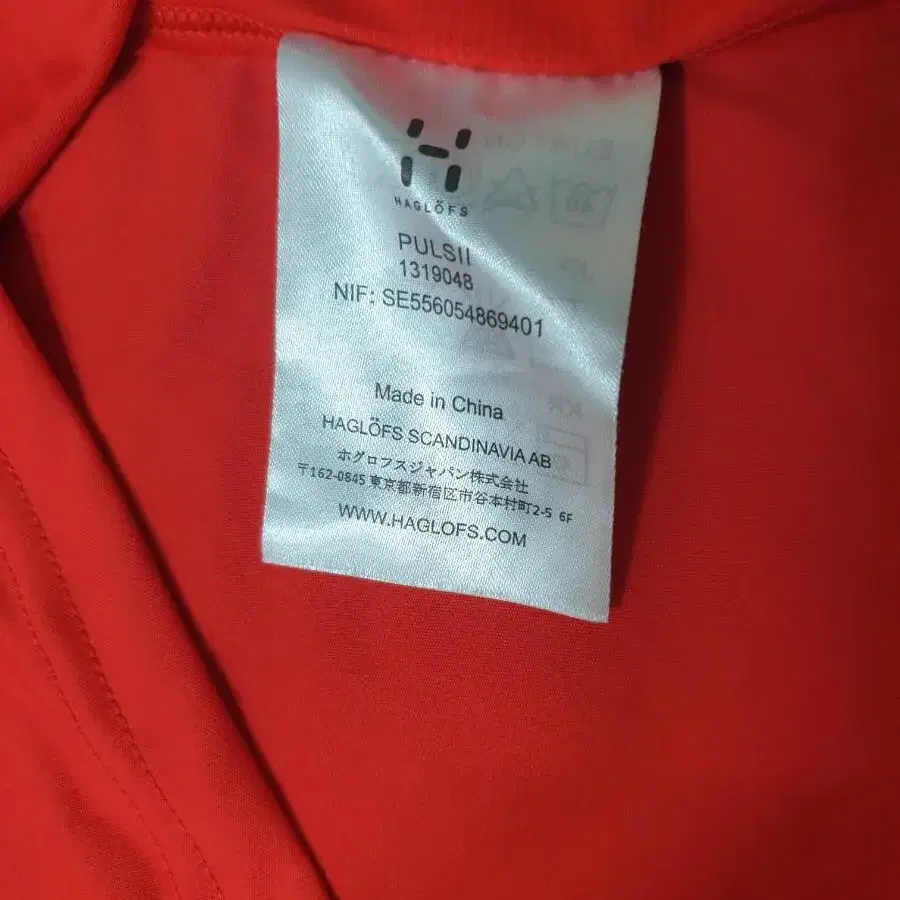 HAGLÖFS
PULSII
1319048
NIF: SE556054869401
Made in China
HAGLÖFS SCANDINAVIA AB
ホグロフスジャパン株式会社
〒162-0845 東京都新宿区市谷本村町2-5 6F
WWW.HAGLOFS.COM